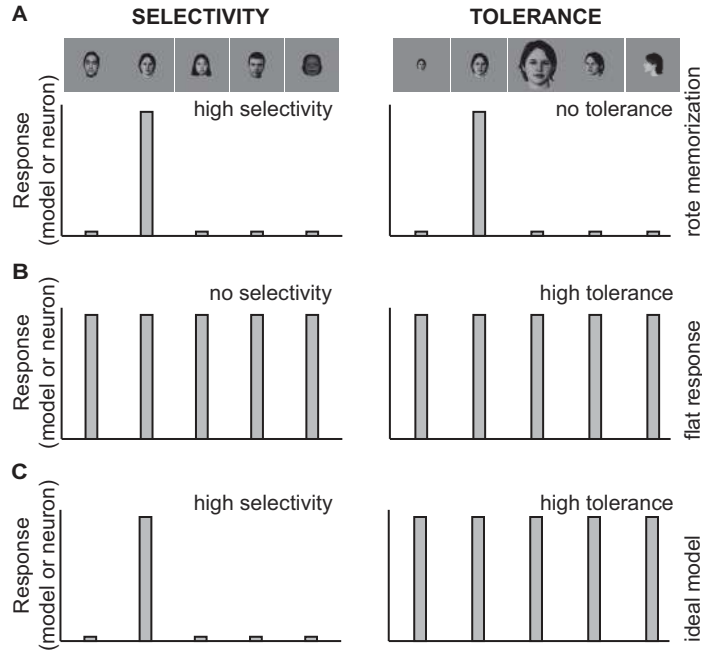 A
SELECTIVITY
TOLERANCE
Response
(model or neuron)
high selectivity
no tolerance
rote memorization
B
Response
(model or neuron)
no selectivity
high tolerance
flat response
C
Response
(model or neuron)
high selectivity
high tolerance
ideal model